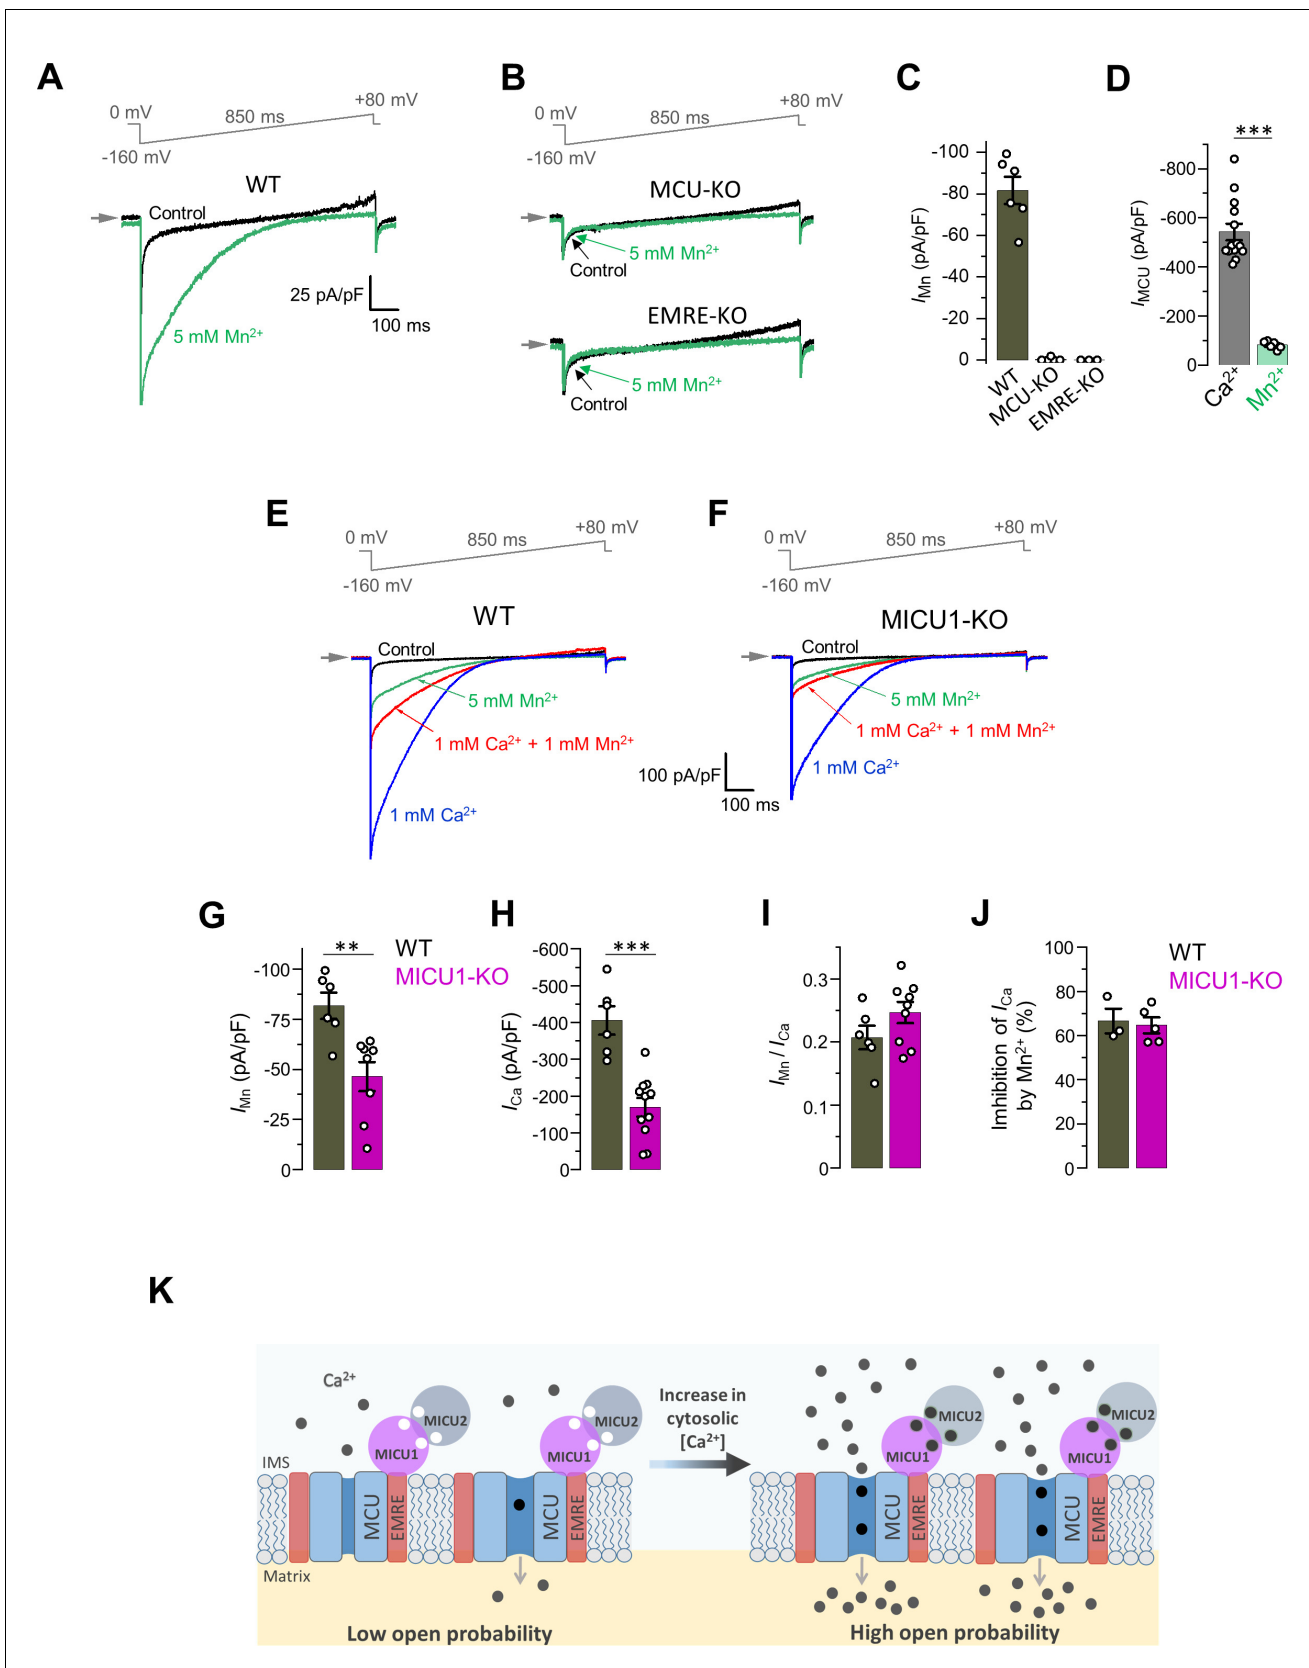 A
0 mV
850 ms
+80 mV
-160 mV
WT
Control
5 mM Mn²⁺
25 pA/pF
100 ms
B
0 mV
850 ms
+80 mV
-160 mV
MCU-KO
5 mM Mn²⁺
Control
EMRE-KO
5 mM Mn²⁺
Control
C
I_Mn (pA/pF)
-100
-80
-60
-40
-20
0
WT
MCU-KO
EMRE-KO
D
***
I_MCU (pA/pF)
-800
-600
-400
-200
0
Ca²⁺
Mn²⁺
E
0 mV
850 ms
+80 mV
-160 mV
WT
Control
5 mM Mn²⁺
1 mM Ca²⁺ + 1 mM Mn²⁺
1 mM Ca²⁺
F
0 mV
850 ms
+80 mV
-160 mV
MICU1-KO
Control
5 mM Mn²⁺
1 mM Ca²⁺ + 1 mM Mn²⁺
1 mM Ca²⁺
100 pA/pF
100 ms
G
**
WT
MICU1-KO
I_Mn (pA/pF)
-100
-75
-50
-25
0
H
***
I_Ca (pA/pF)
-600
-500
-400
-300
-200
-100
0
I
I_Mn / I_Ca
0.3
0.2
0.1
0
J
WT
MICU1-KO
Imhibition of I_Ca
by Mn²⁺ (%)
100
80
60
40
20
0
K
Ca²⁺
MICU2
MICU1
MICU2
MICU1
Increase in
cytosolic
[Ca²⁺]
MICU2
MICU1
MICU2
MICU1
IMS
MCU
EMRE
MCU
EMRE
MCU
EMRE
MCU
EMRE
Matrix
Low open probability
High open probability